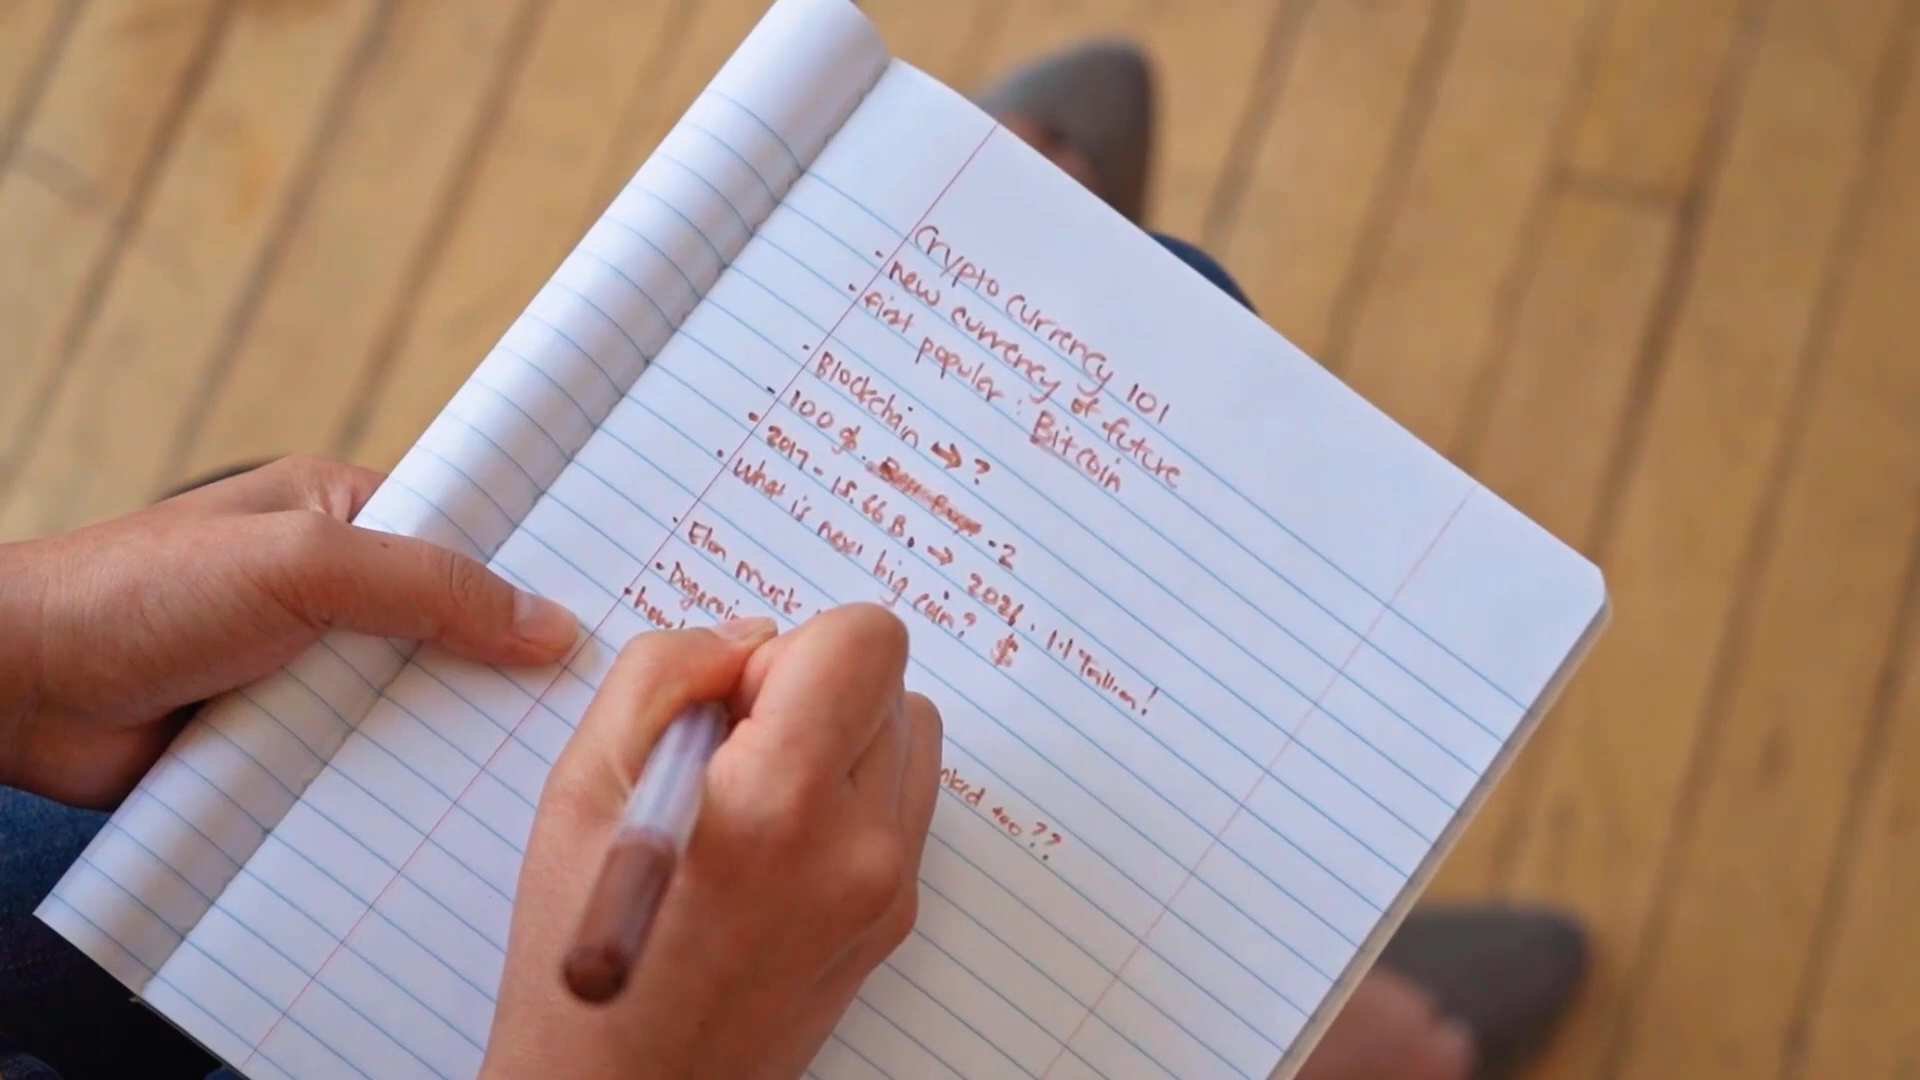 Crypto Currency 101
- new currency of future
- first popular : Bitcoin
- Blockchain → ?
- 100 $. - 2
- 2017 - 15.66 B. → 2021. 1.1 Trillion!
- What is next big coin? $
- Elon Musk
- Dogecoin
- how
too ??